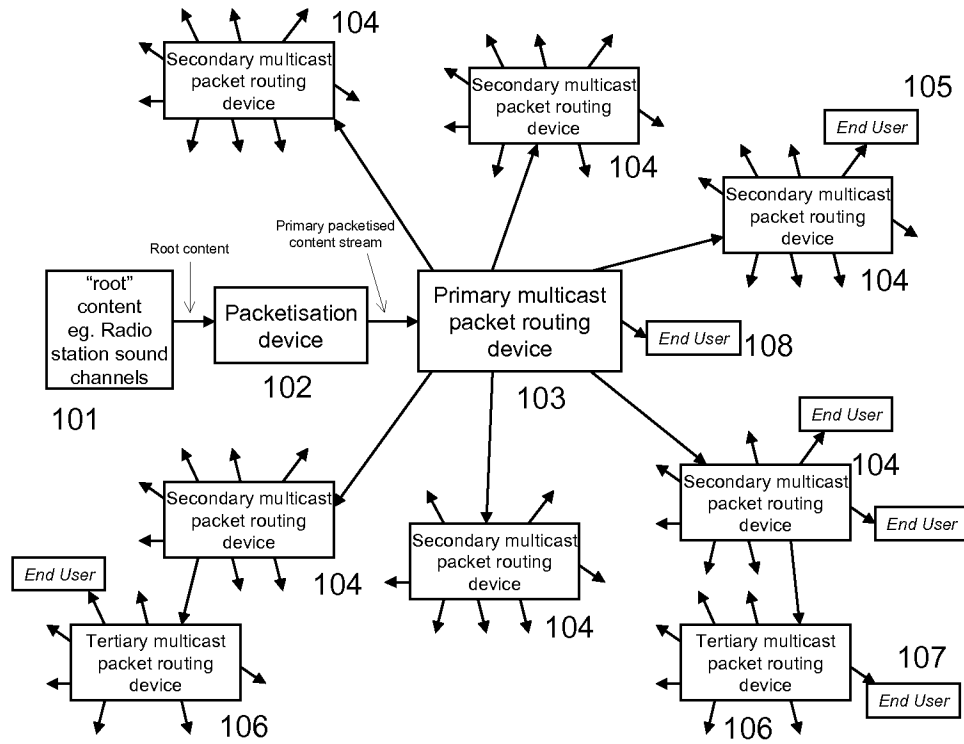 104
Secondary multicast
packet routing
device
Secondary multicast
packet routing
device
104
105
End User
Secondary multicast
packet routing
device
104
Primary packetised
content stream
Root content
“root”
content
eg. Radio
station sound
channels
101
Packetisation
device
102
Primary multicast
packet routing
device
103
End User
108
Secondary multicast
packet routing
device
104
End User
104
Secondary multicast
packet routing
device
End User
Secondary multicast
packet routing
device
104
End User
Tertiary multicast
packet routing
device
106
Tertiary multicast
packet routing
device
106
107
End User